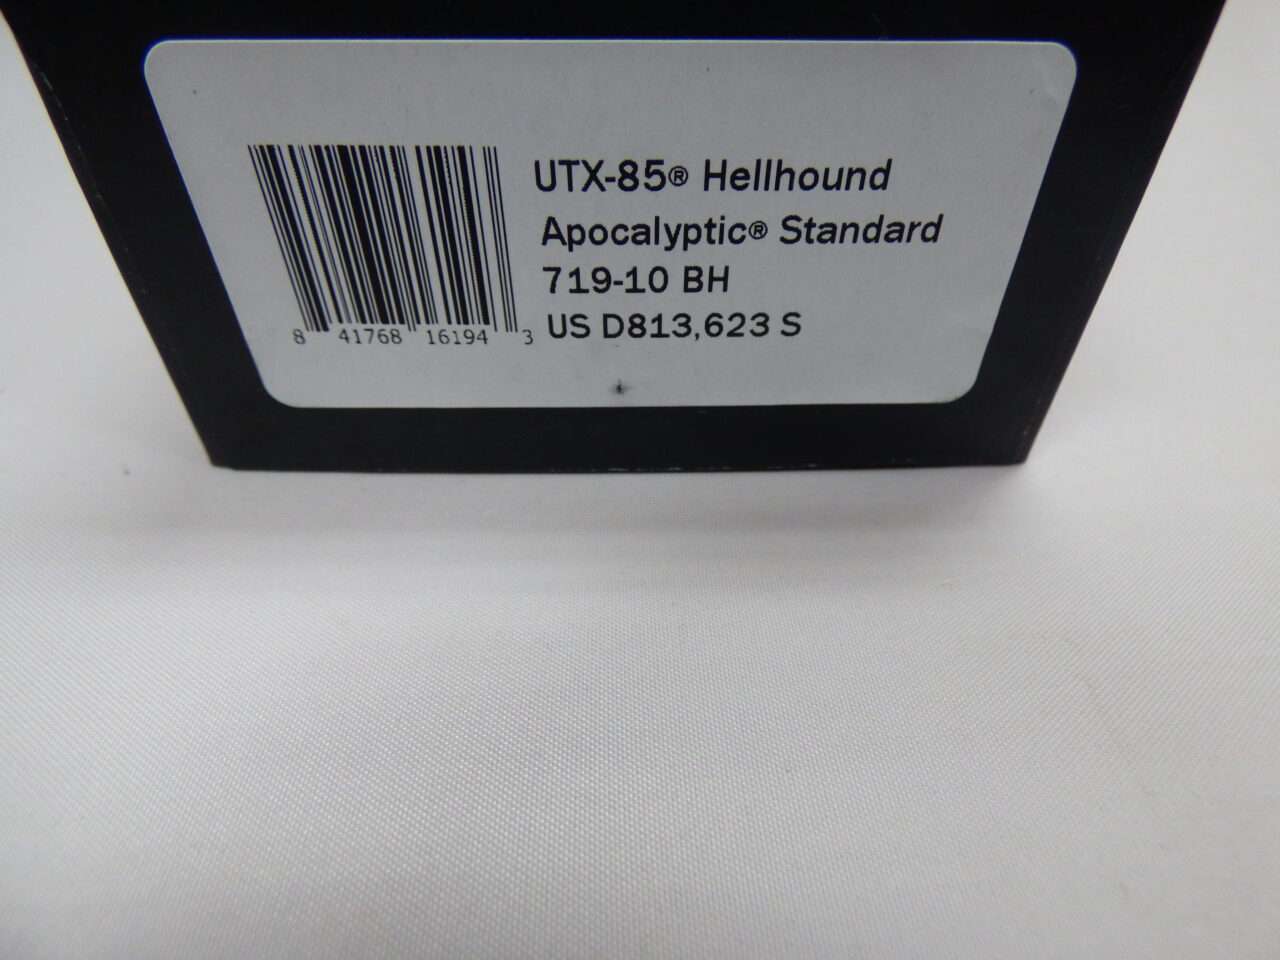 UTX-85® Hellhound
Apocalyptic® Standard
719-10 BH
US D813,623 S
8 41768 16194 3